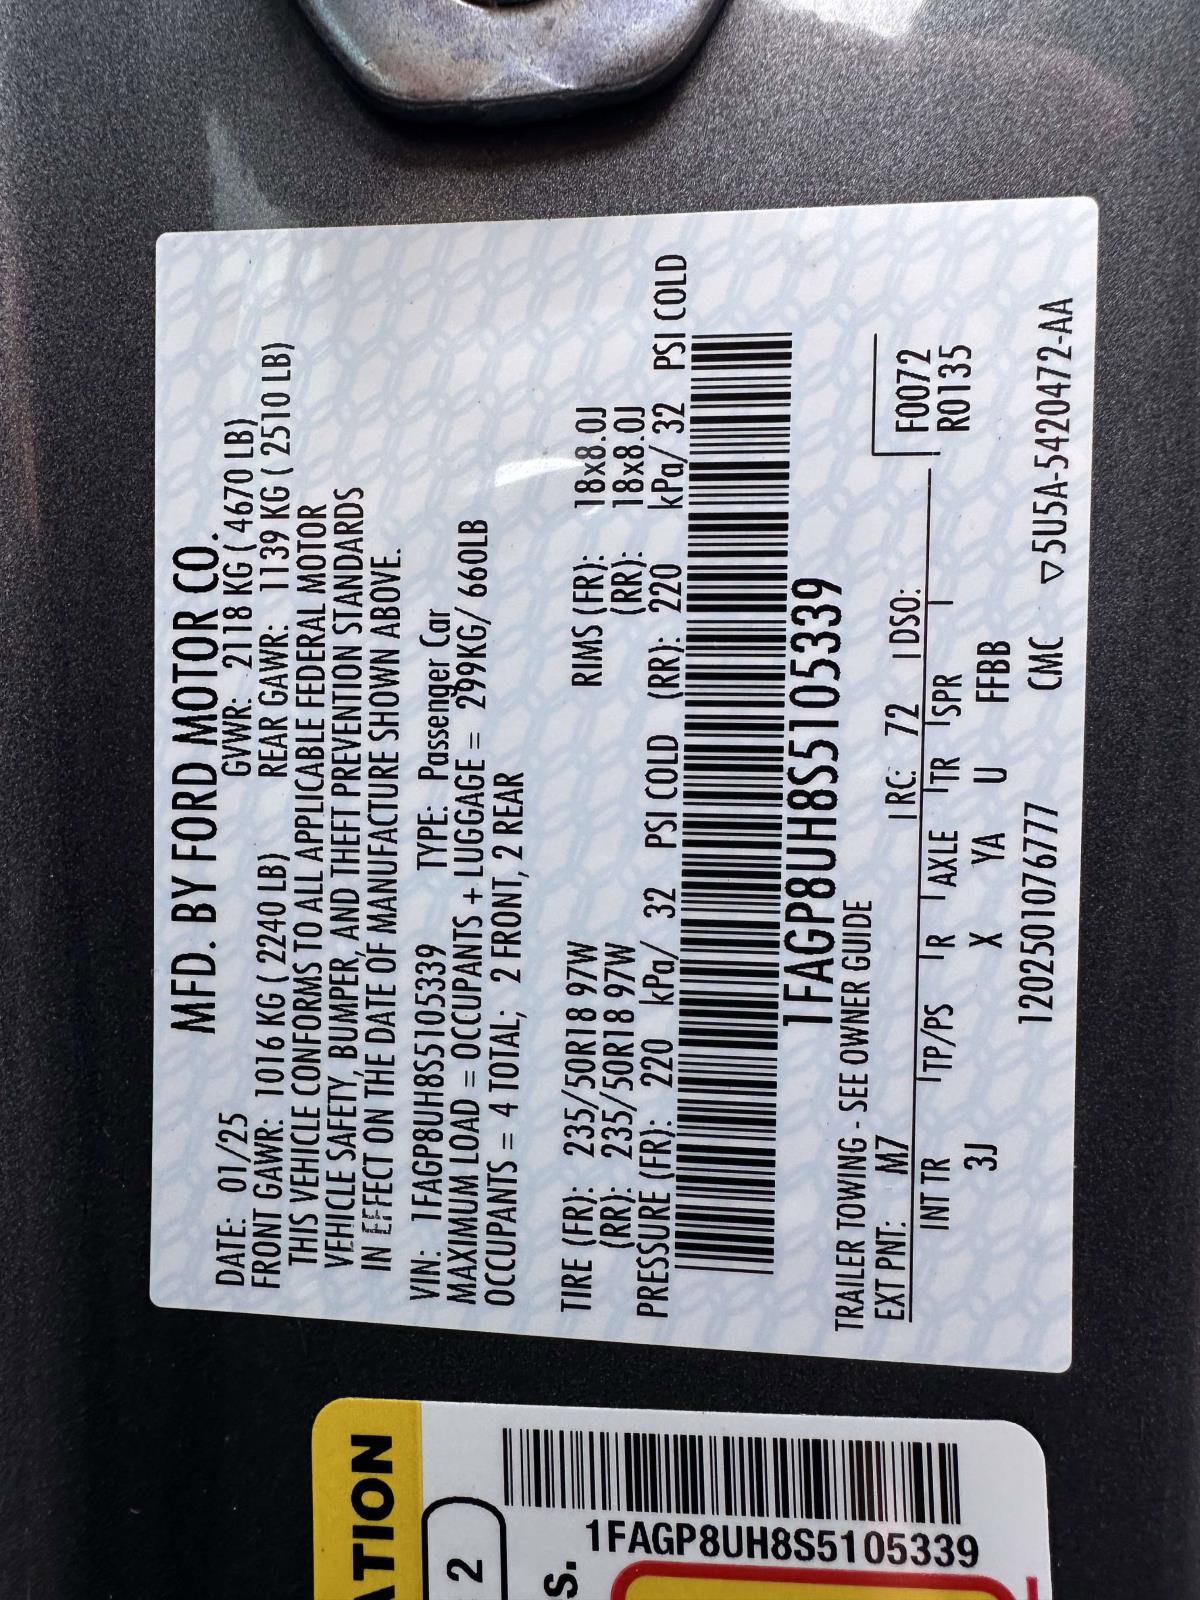 MFD. BY FORD MOTOR CO.
DATE: 01/25 GVWR: 2118 KG ( 4670 LB)
FRONT GAWR: 1016 KG ( 2240 LB) REAR GAWR: 1139 KG ( 2510 LB)
THIS VEHICLE CONFORMS TO ALL APPLICABLE FEDERAL MOTOR
VEHICLE SAFETY, BUMPER, AND THEFT PREVENTION STANDARDS
IN EFFECT ON THE DATE OF MANUFACTURE SHOWN ABOVE.
VIN: 1FAGP8UH8S5105339 TYPE: Passenger Car
MAXIMUM LOAD = OCCUPANTS + LUGGAGE = 299KG/ 660LB
OCCUPANTS = 4 TOTAL; 2 FRONT, 2 REAR
TIRE (FR): 235/50R18 97W RIMS (FR): 18x8.0J
(RR): 235/50R18 97W (RR): 18x8.0J
PRESSURE (FR): 220 kPa/ 32 PSI COLD (RR): 220 kPa/ 32 PSI COLD
1FAGP8UH8S5105339
TRAILER TOWING - SEE OWNER GUIDE
EXT PNT: M7 RC: 72 DSO: F0072
INT TR TP/PS R AXLE TR SPR R0135
3J X YA U FFBB
1202501076777 CMC ▽5U5A-5420472-AA
ATION
2
1FAGP8UH8S5105339
S.